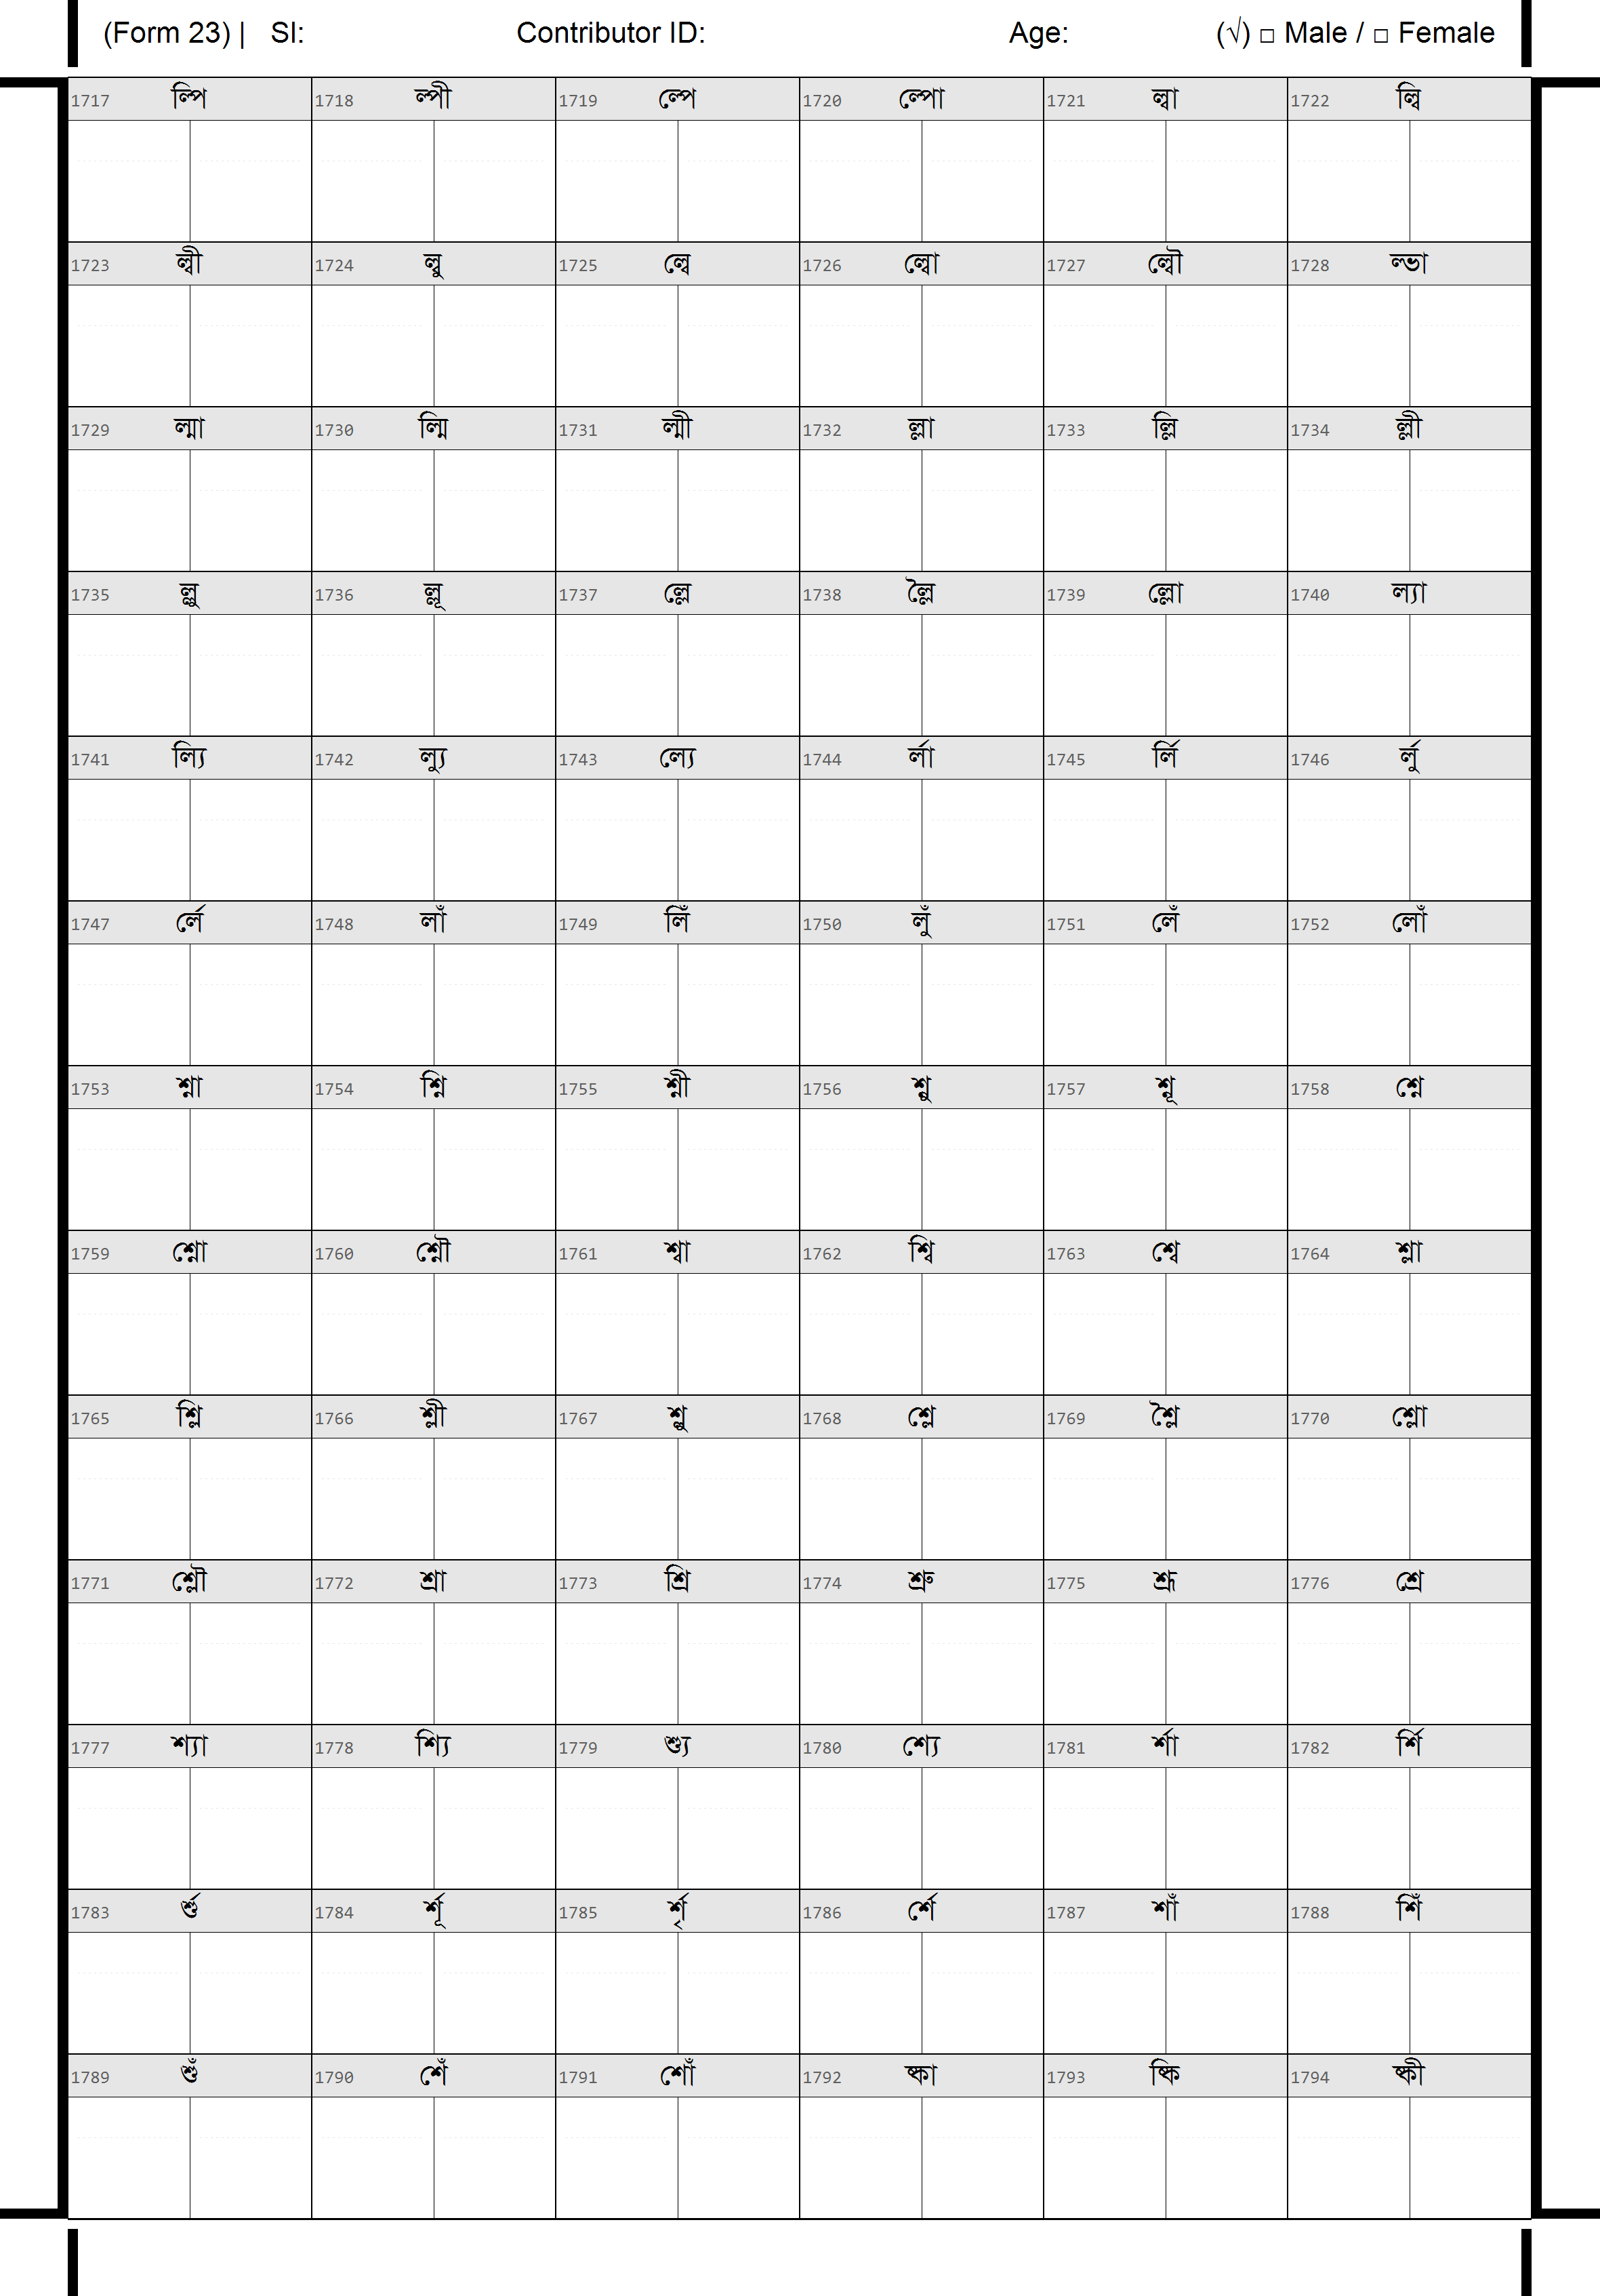 (Form 23) | Sl: Contributor ID: Age: (√) □ Male / □ Female
1717 ল্পি 1718 ল্পী 1719 ল্পে 1720 ল্পো 1721 ল্বা 1722 ল্বি
1723 ল্বী 1724 ল্বু 1725 ল্বে 1726 ল্বো 1727 ল্বৌ 1728 ল্ভা
1729 ল্মা 1730 ল্মি 1731 ল্মী 1732 ল্লা 1733 ল্লি 1734 ল্লী
1735 ল্লু 1736 ল্লূ 1737 ল্লে 1738 ল্লৈ 1739 ল্লো 1740 ল্যা
1741 ল্যি 1742 ল্যু 1743 ল্যে 1744 র্লা 1745 র্লি 1746 র্লু
1747 র্লে 1748 লাঁ 1749 লিঁ 1750 লুঁ 1751 লেঁ 1752 লোঁ
1753 শ্না 1754 শ্নি 1755 শ্নী 1756 শ্নু 1757 শ্নূ 1758 শ্নে
1759 শ্নো 1760 শ্নৌ 1761 শ্বা 1762 শ্বি 1763 শ্বে 1764 শ্লা
1765 শ্লি 1766 শ্লী 1767 শ্লু 1768 শ্লে 1769 শ্লৈ 1770 শ্লো
1771 শ্লৌ 1772 শ্রা 1773 শ্রি 1774 শ্রু 1775 শ্রূ 1776 শ্রে
1777 শ্যা 1778 শ্যি 1779 শ্যু 1780 শ্যে 1781 র্শা 1782 র্শি
1783 র্শু 1784 র্শূ 1785 র্শৃ 1786 র্শে 1787 শাঁ 1788 শিঁ
1789 শুঁ 1790 শেঁ 1791 শোঁ 1792 ষ্কা 1793 ষ্কি 1794 ষ্কী